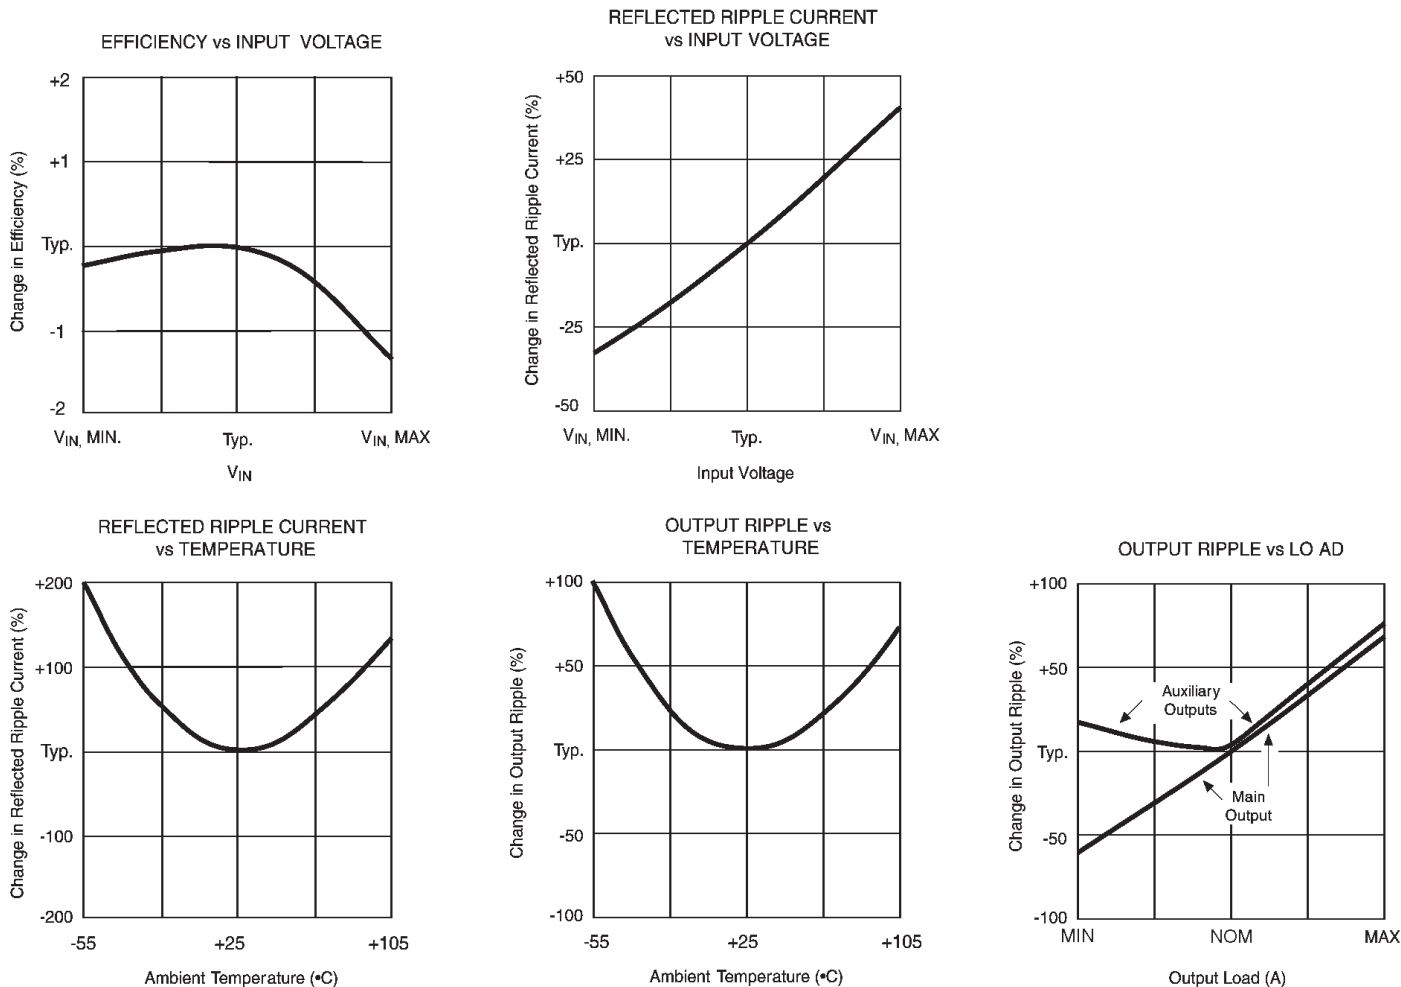 EFFICIENCY vs INPUT VOLTAGE
+2
+1
Typ.
-1
-2
Change in Efficiency (%)
VIN, MIN.
Typ.
VIN, MAX
VIN
REFLECTED RIPPLE CURRENT
vs INPUT VOLTAGE
+50
+25
Typ.
-25
-50
Change in Reflected Ripple Current (%)
VIN, MIN.
Typ.
VIN, MAX
Input Voltage
REFLECTED RIPPLE CURRENT
vs TEMPERATURE
+200
+100
Typ.
-100
-200
Change in Reflected Ripple Current (%)
-55
+25
+105
Ambient Temperature (•C)
OUTPUT RIPPLE vs
TEMPERATURE
+100
+50
Typ.
-50
-100
Change in Output Ripple (%)
-55
+25
+105
Ambient Temperature (•C)
OUTPUT RIPPLE vs LO AD
+100
+50
Typ.
-50
-100
Change in Output Ripple (%)
Auxiliary
Outputs
Main
Output
MIN
NOM
MAX
Output Load (A)